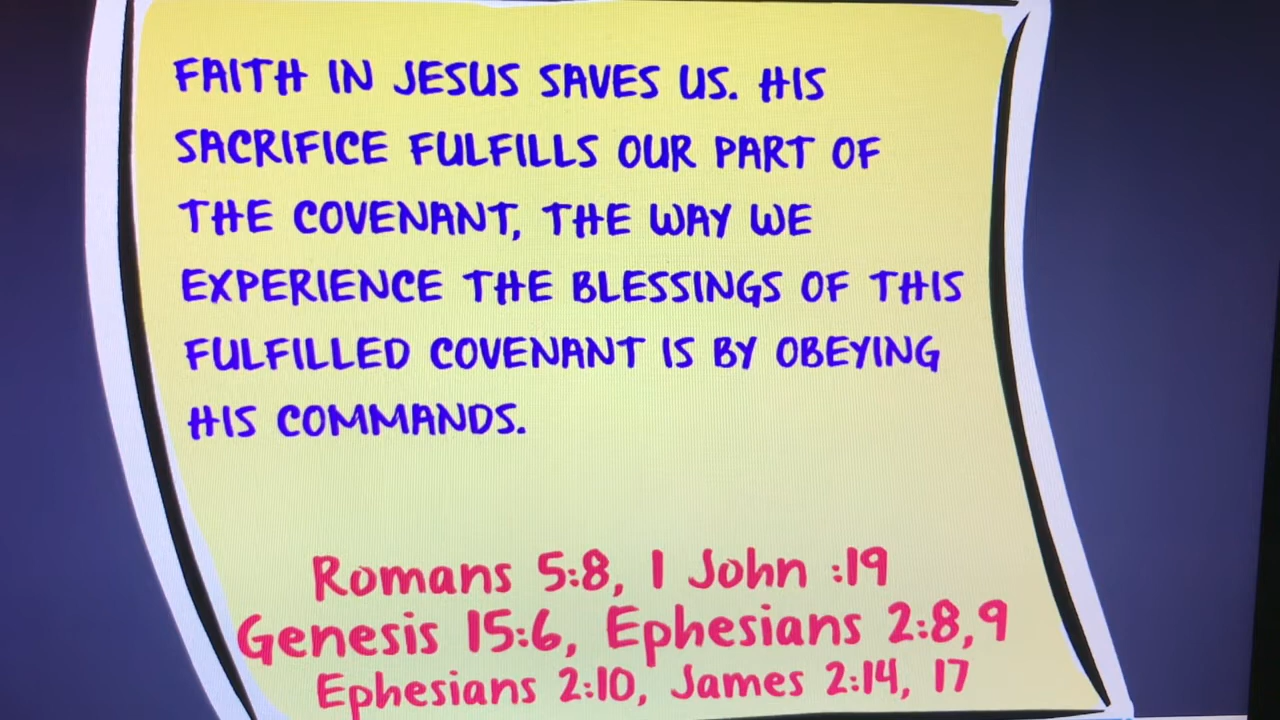 FAITH IN JESUS SAVES US. HIS
SACRIFICE FULFILLS OUR PART OF
THE COVENANT, THE WAY WE
EXPERIENCE THE BLESSINGS OF THIS
FULFILLED COVENANT IS BY OBEYING
HIS COMMANDS.
Romans 5:8, 1 John :19
Genesis 15:6, Ephesians 2:8,9
Ephesians 2:10, James 2:14, 17